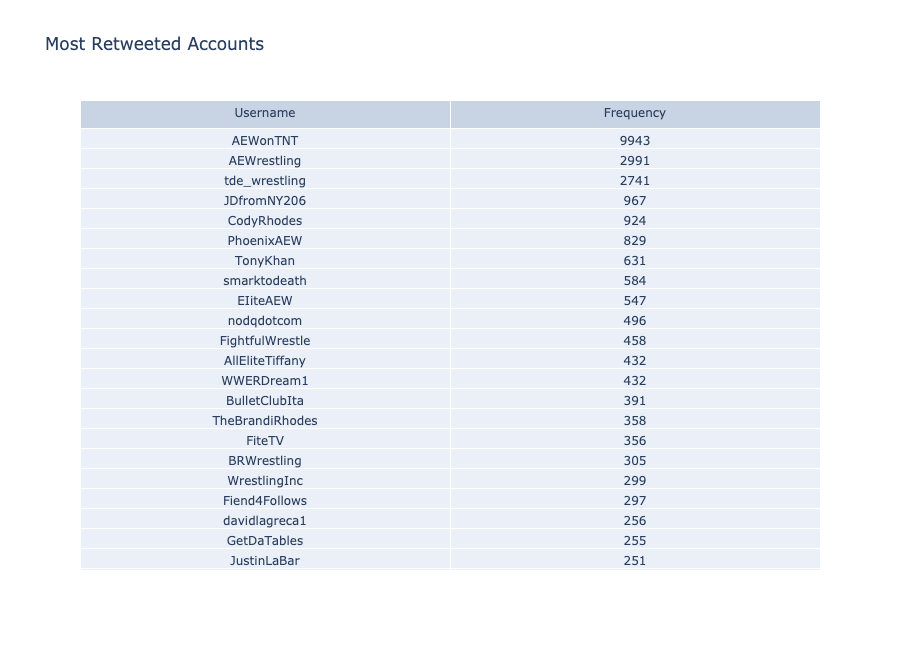 Most Retweeted Accounts
Username Frequency
AEWonTNT 9943
AEWrestling 2991
tde_wrestling 2741
JDfromNY206 967
CodyRhodes 924
PhoenixAEW 829
TonyKhan 631
smarktodeath 584
EIiteAEW 547
nodqdotcom 496
FightfulWrestle 458
AllEliteTiffany 432
WWERDream1 432
BulletClubIta 391
TheBrandiRhodes 358
FiteTV 356
BRWrestling 305
WrestlingInc 299
Fiend4Follows 297
davidlagreca1 256
GetDaTables 255
JustinLaBar 251